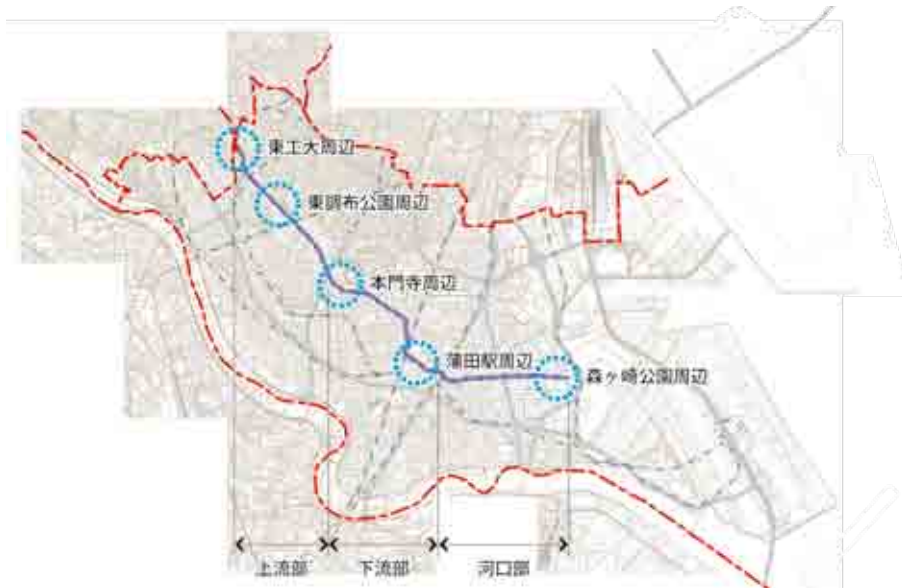 東工大周辺
東調布公園周辺
本門寺周辺
蒲田駅周辺
森ヶ崎公園周辺
上流部
下流部
河口部